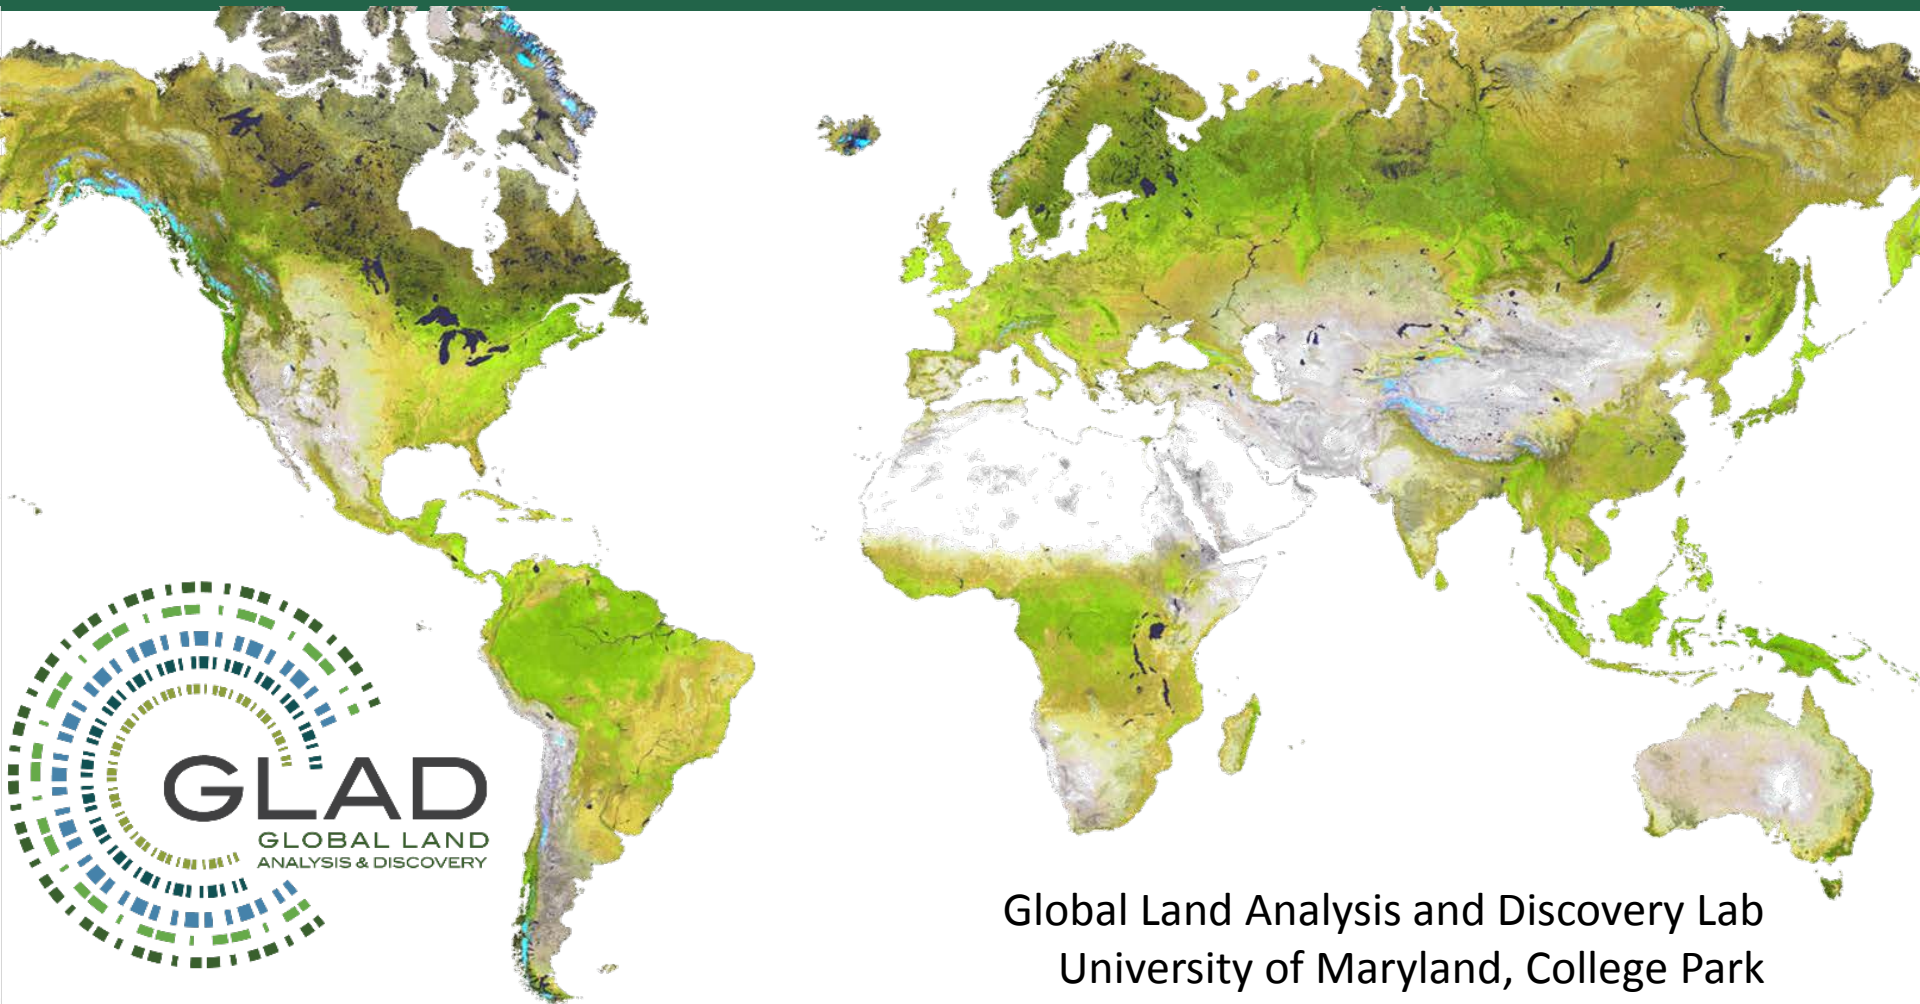 GLAD
GLOBAL LAND
ANALYSIS & DISCOVERY
Global Land Analysis and Discovery Lab
University of Maryland, College Park